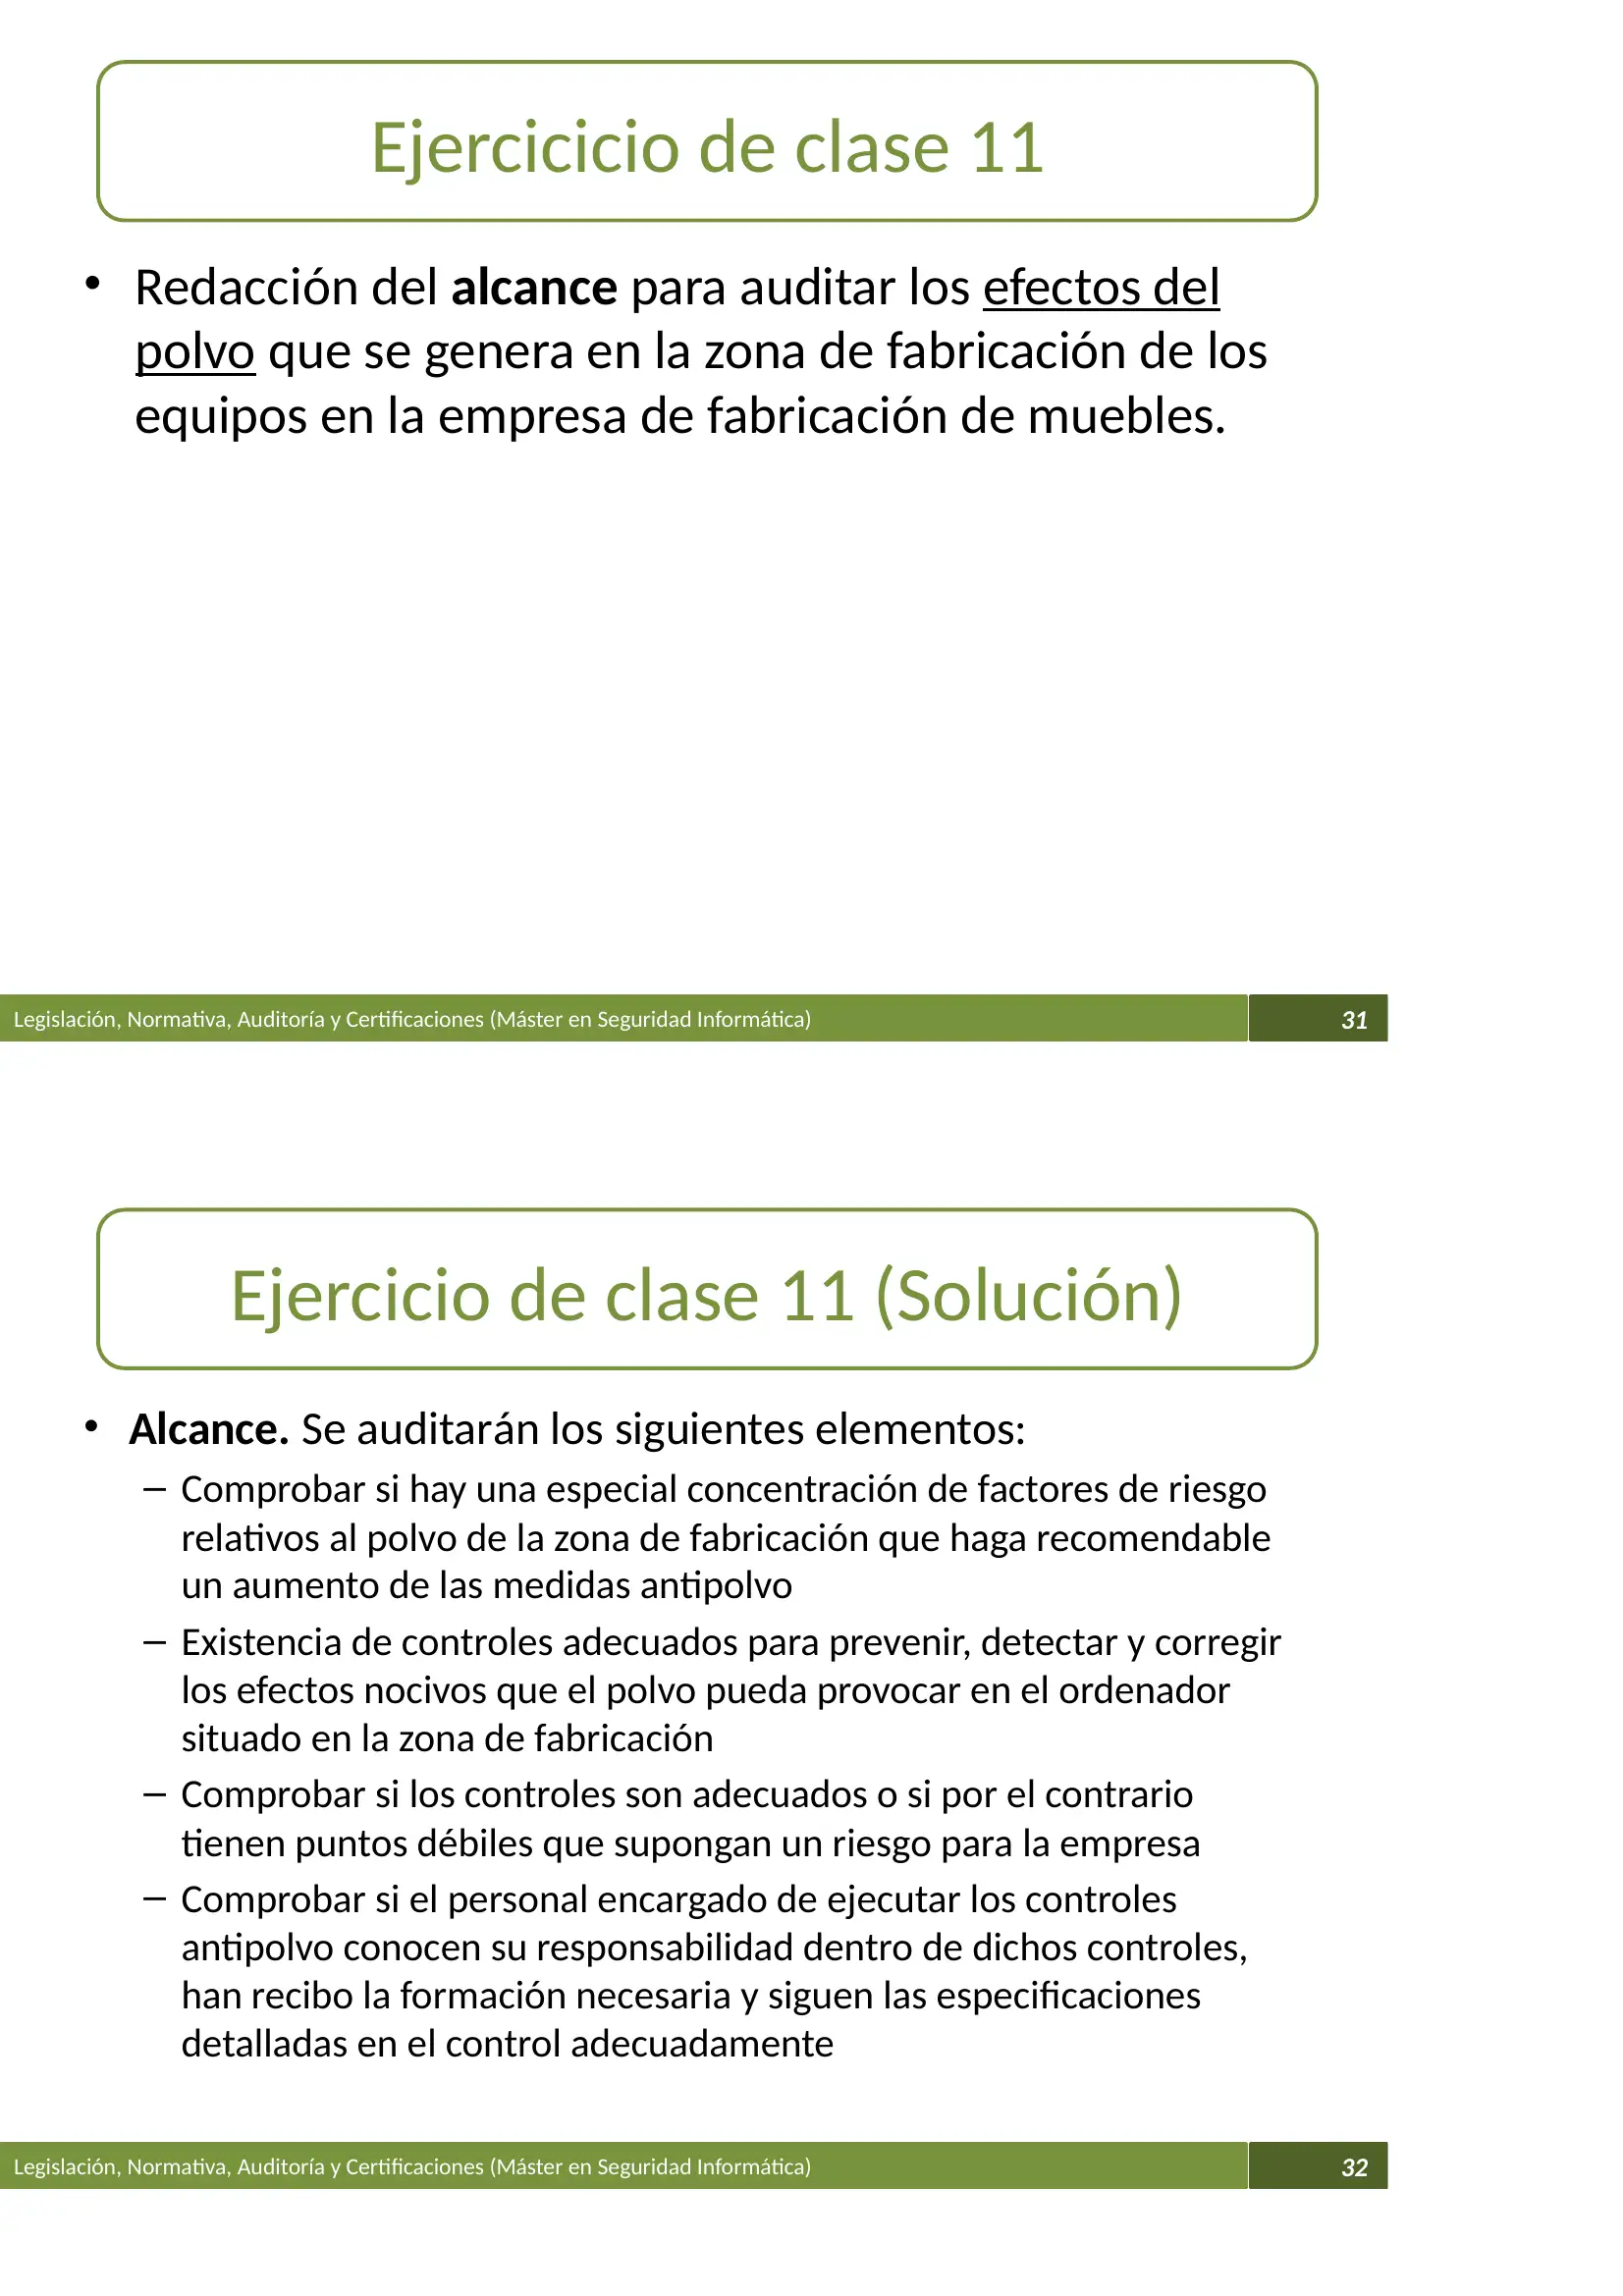 Ejercicicio de clase 11
• Redacción del alcance para auditar los efectos del
polvo que se genera en la zona de fabricación de los
equipos en la empresa de fabricación de muebles.
Legislación, Normativa, Auditoría y Certificaciones (Máster en Seguridad Informática) 31
Ejercicio de clase 11 (Solución)
• Alcance. Se auditarán los siguientes elementos:
– Comprobar si hay una especial concentración de factores de riesgo
relativos al polvo de la zona de fabricación que haga recomendable
un aumento de las medidas antipolvo
– Existencia de controles adecuados para prevenir, detectar y corregir
los efectos nocivos que el polvo pueda provocar en el ordenador
situado en la zona de fabricación
– Comprobar si los controles son adecuados o si por el contrario
tienen puntos débiles que supongan un riesgo para la empresa
– Comprobar si el personal encargado de ejecutar los controles
antipolvo conocen su responsabilidad dentro de dichos controles,
han recibo la formación necesaria y siguen las especificaciones
detalladas en el control adecuadamente
Legislación, Normativa, Auditoría y Certificaciones (Máster en Seguridad Informática) 32